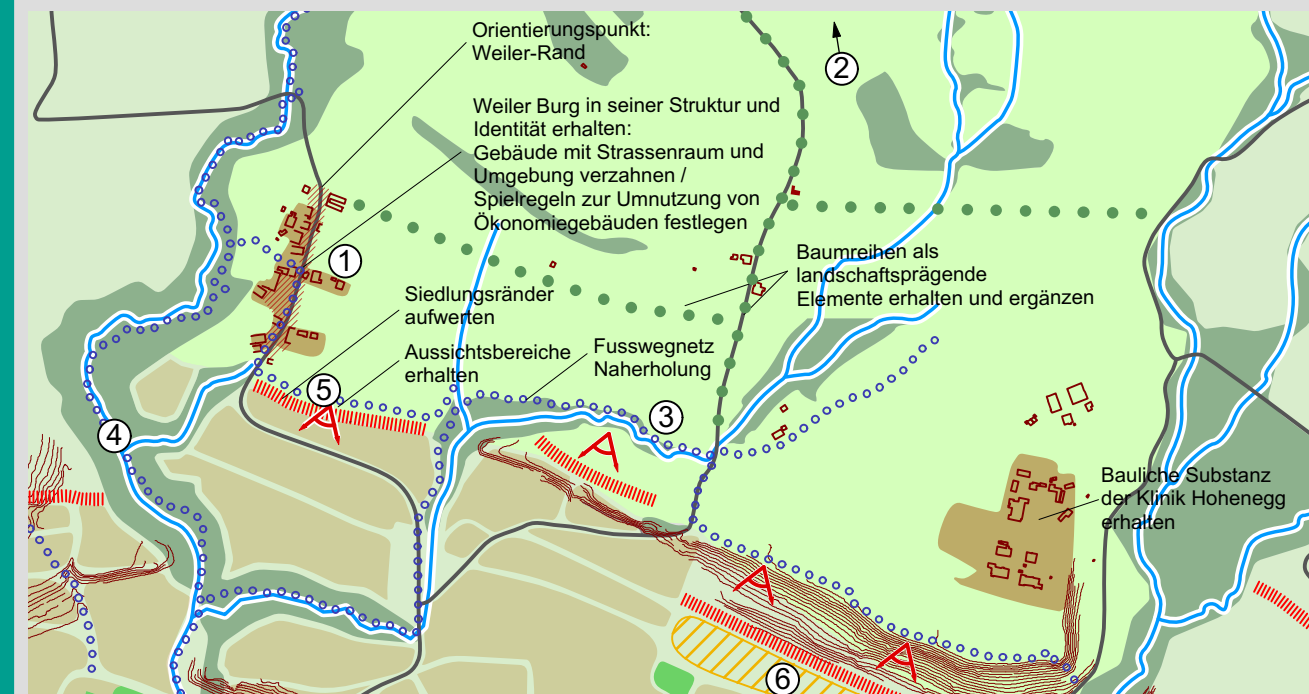 Orientierungspunkt:
Weiler-Rand
2
Weiler Burg in seiner Struktur und
Identität erhalten:
Gebäude mit Strassenraum und
Umgebung verzahnen /
Spielregeln zur Umnutzung von
Ökonomiegebäuden festlegen
1
Baumreihen als
landschaftsprägende
Elemente erhalten und ergänzen
Siedlungsränder
aufwerten
Aussichtsbereiche
erhalten
Fusswegnetz
Naherholung
5
3
4
Bauliche Substanz
der Klinik Hohenegg
erhalten
6